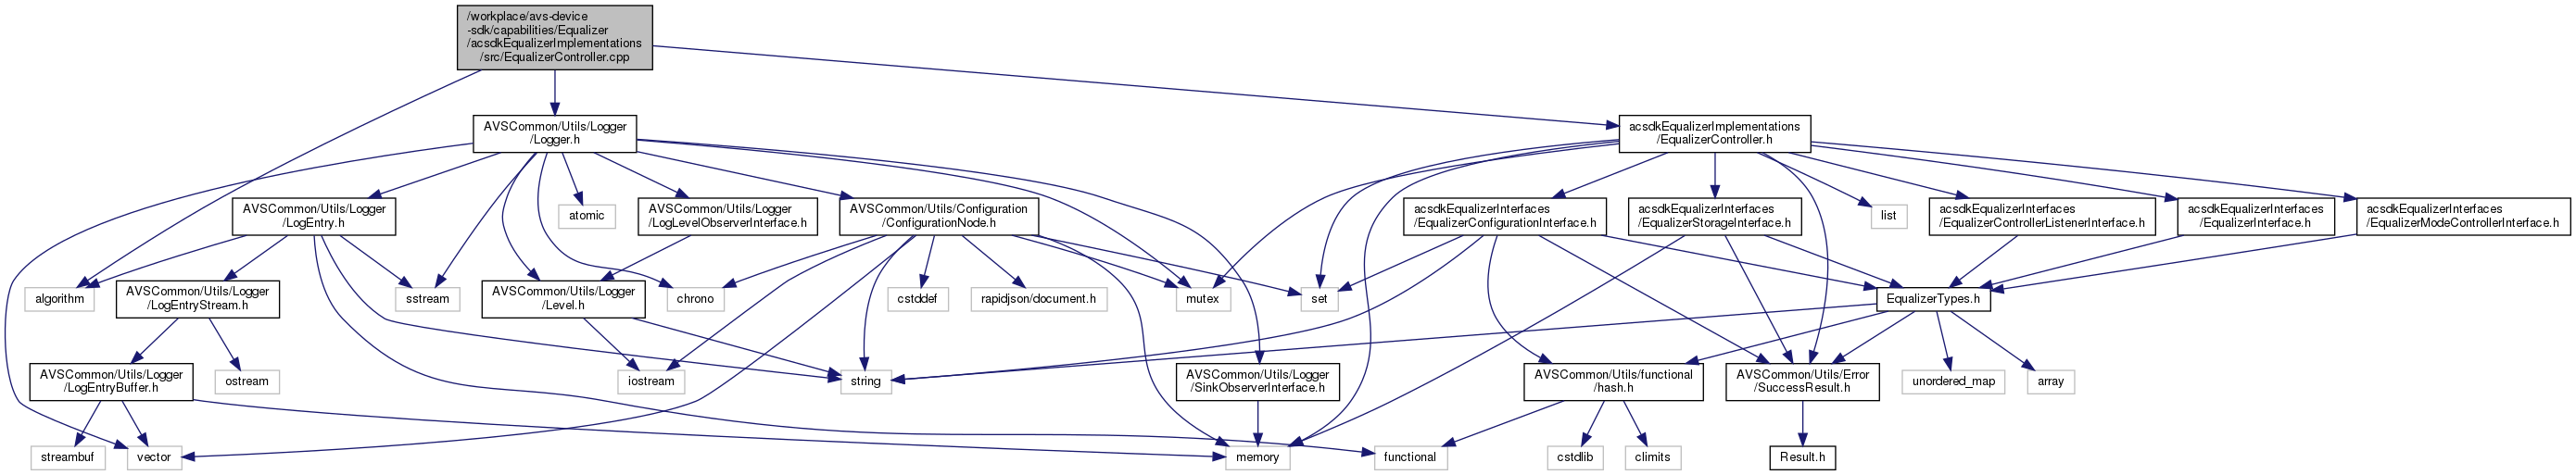 /workplace/avs-device
-sdk/capabilities/Equalizer
/acsdkEqualizerImplementations
/src/EqualizerController.cpp
AVSCommon/Utils/Logger
/Logger.h
acsdkEqualizerImplementations
/EqualizerController.h
AVSCommon/Utils/Logger
/LogEntry.h
atomic
AVSCommon/Utils/Logger
/LogLevelObserverInterface.h
AVSCommon/Utils/Configuration
/ConfigurationNode.h
acsdkEqualizerInterfaces
/EqualizerConfigurationInterface.h
acsdkEqualizerInterfaces
/EqualizerStorageInterface.h
list
acsdkEqualizerInterfaces
/EqualizerControllerListenerInterface.h
acsdkEqualizerInterfaces
/EqualizerInterface.h
acsdkEqualizerInterfaces
/EqualizerModeControllerInterface.h
algorithm
AVSCommon/Utils/Logger
/LogEntryStream.h
sstream
AVSCommon/Utils/Logger
/Level.h
chrono
cstddef
rapidjson/document.h
mutex
set
EqualizerTypes.h
AVSCommon/Utils/Logger
/LogEntryBuffer.h
ostream
iostream
string
AVSCommon/Utils/Logger
/SinkObserverInterface.h
AVSCommon/Utils/functional
/hash.h
AVSCommon/Utils/Error
/SuccessResult.h
unordered_map
array
streambuf
vector
memory
functional
cstdlib
climits
Result.h